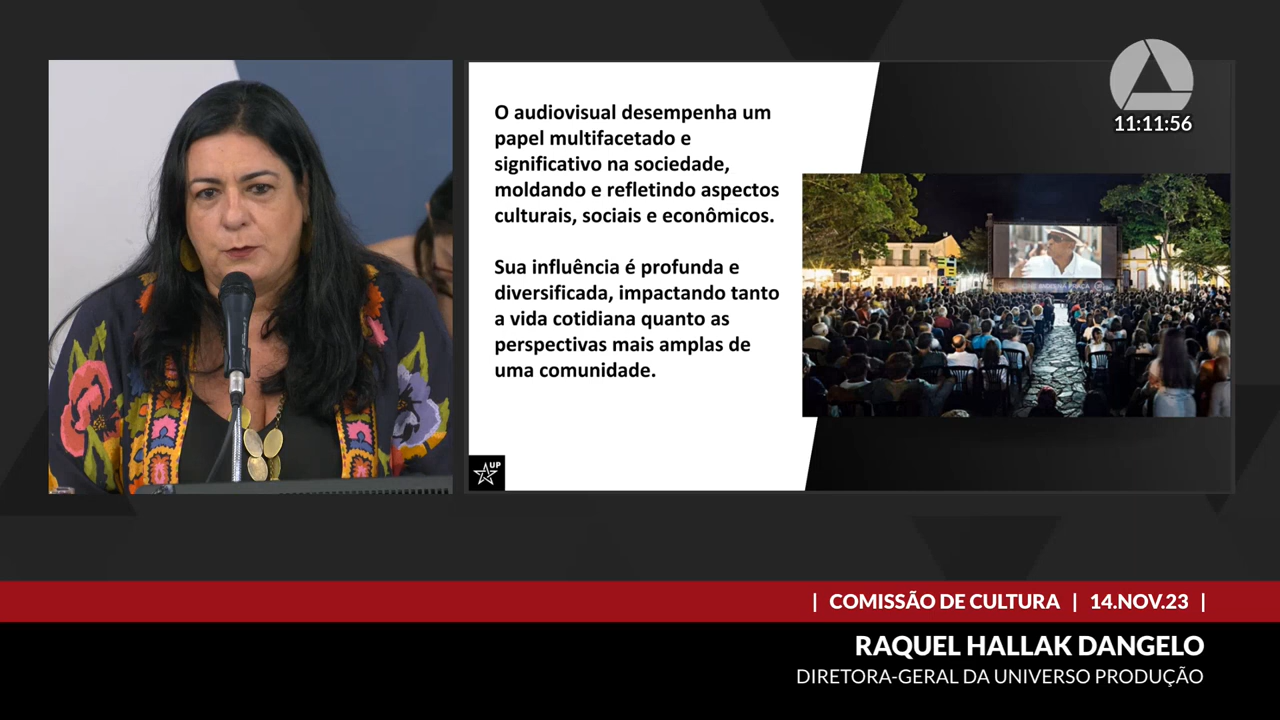 11:11:56
O audiovisual desempenha um
papel multifacetado e
significativo na sociedade,
moldando e refletindo aspectos
culturais, sociais e econômicos.
Sua influência é profunda e
diversificada, impactando tanto
a vida cotidiana quanto as
perspectivas mais amplas de
uma comunidade.
UP
| COMISSÃO DE CULTURA | 14.NOV.23 |
RAQUEL HALLAK DANGELO
DIRETORA-GERAL DA UNIVERSO PRODUÇÃO